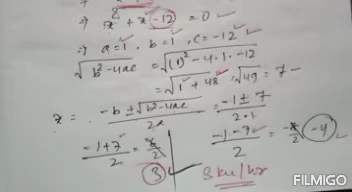 ⇒ x² + x - 12 = 0
⇒ a = 1, b = 1, c = -12
√b²-4ac = √(1)² - 4·1·-12
= √1 + 48 = √49 = 7
x = -b ± √b²-4ac / 2a = -1 ± 7 / 2·1
-1+7 / 2 = 6/2 -1-7 / 2 = -8/2 = -4
3 3 km/hr
FILMIGO